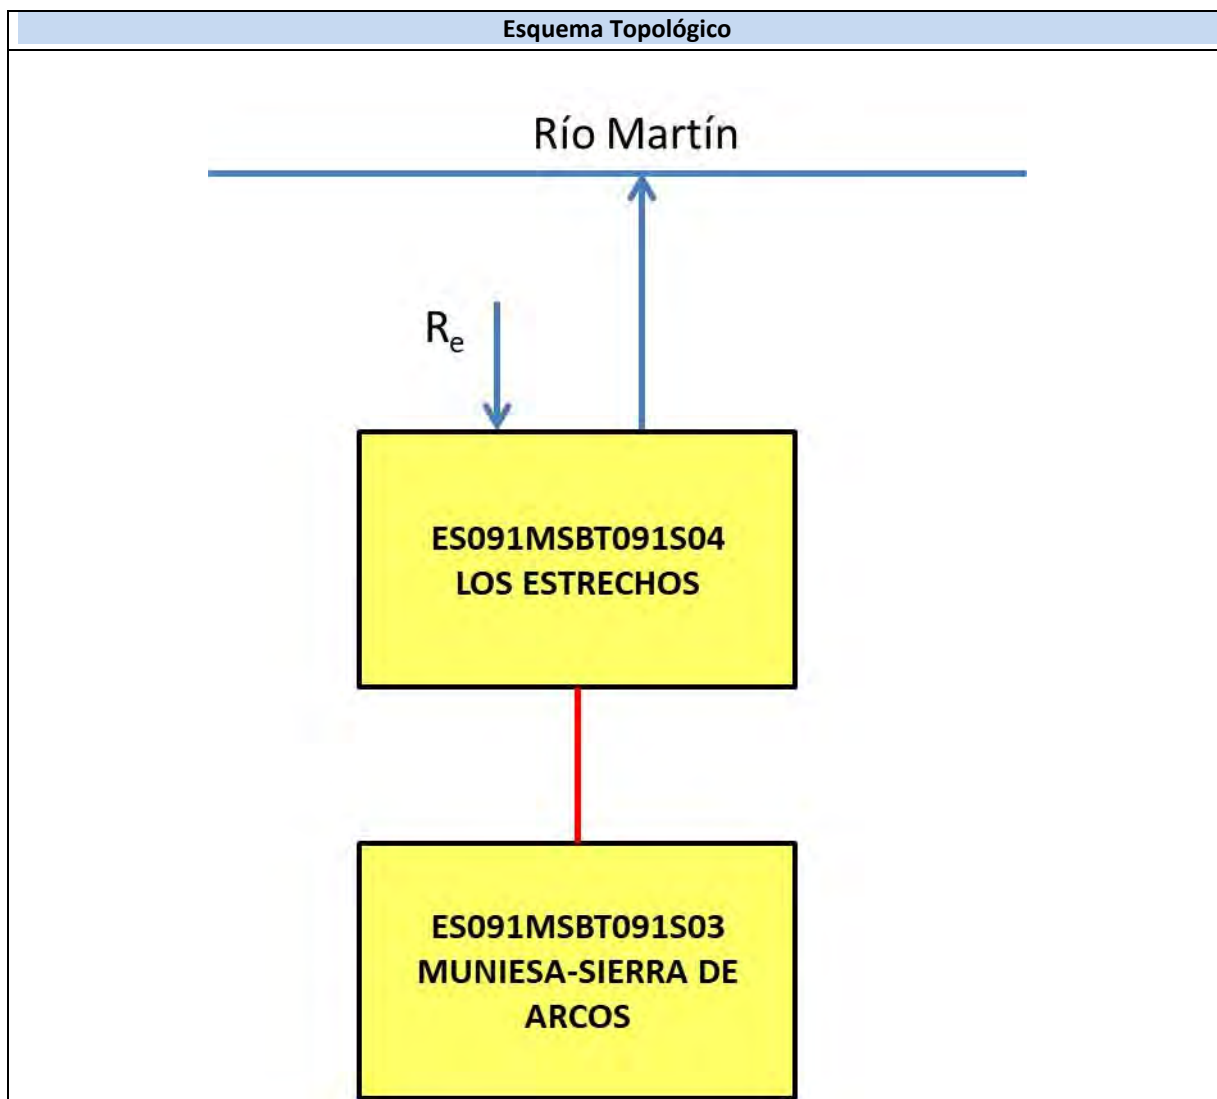 Esquema Topológico
Río Martín
Re
ES091MSBT091S04
LOS ESTRECHOS
ES091MSBT091S03
MUNIESA-SIERRA DE
ARCOS